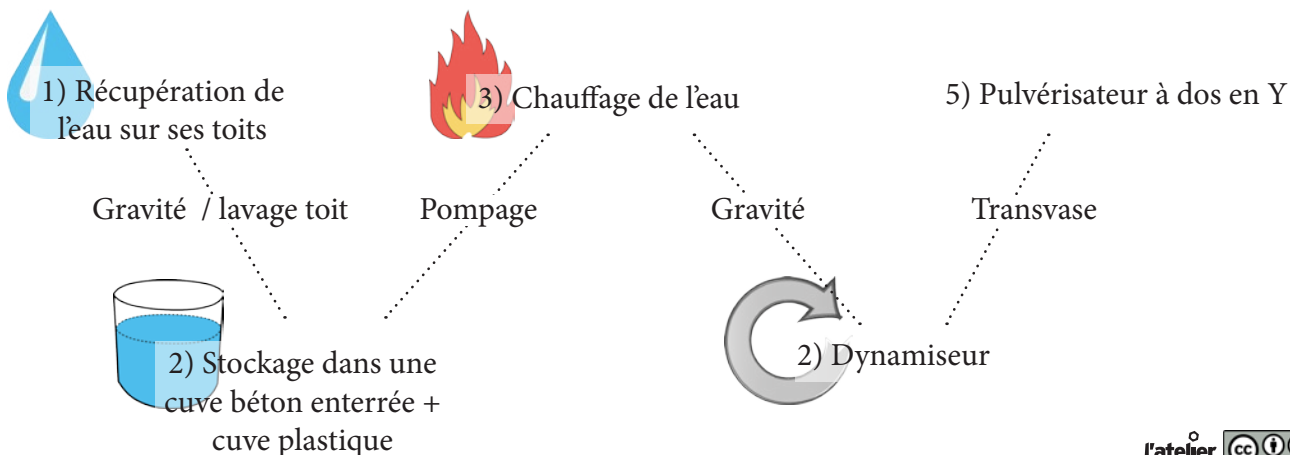 1) Récupération de
l'eau sur ses toits
3) Chauffage de l'eau
5) Pulvérisateur à dos en Y
Gravité / lavage toit
Pompage
Gravité
Transvase
2) Stockage dans une
cuve béton enterrée +
cuve plastique
2) Dynamiseur
l'atelier
cc